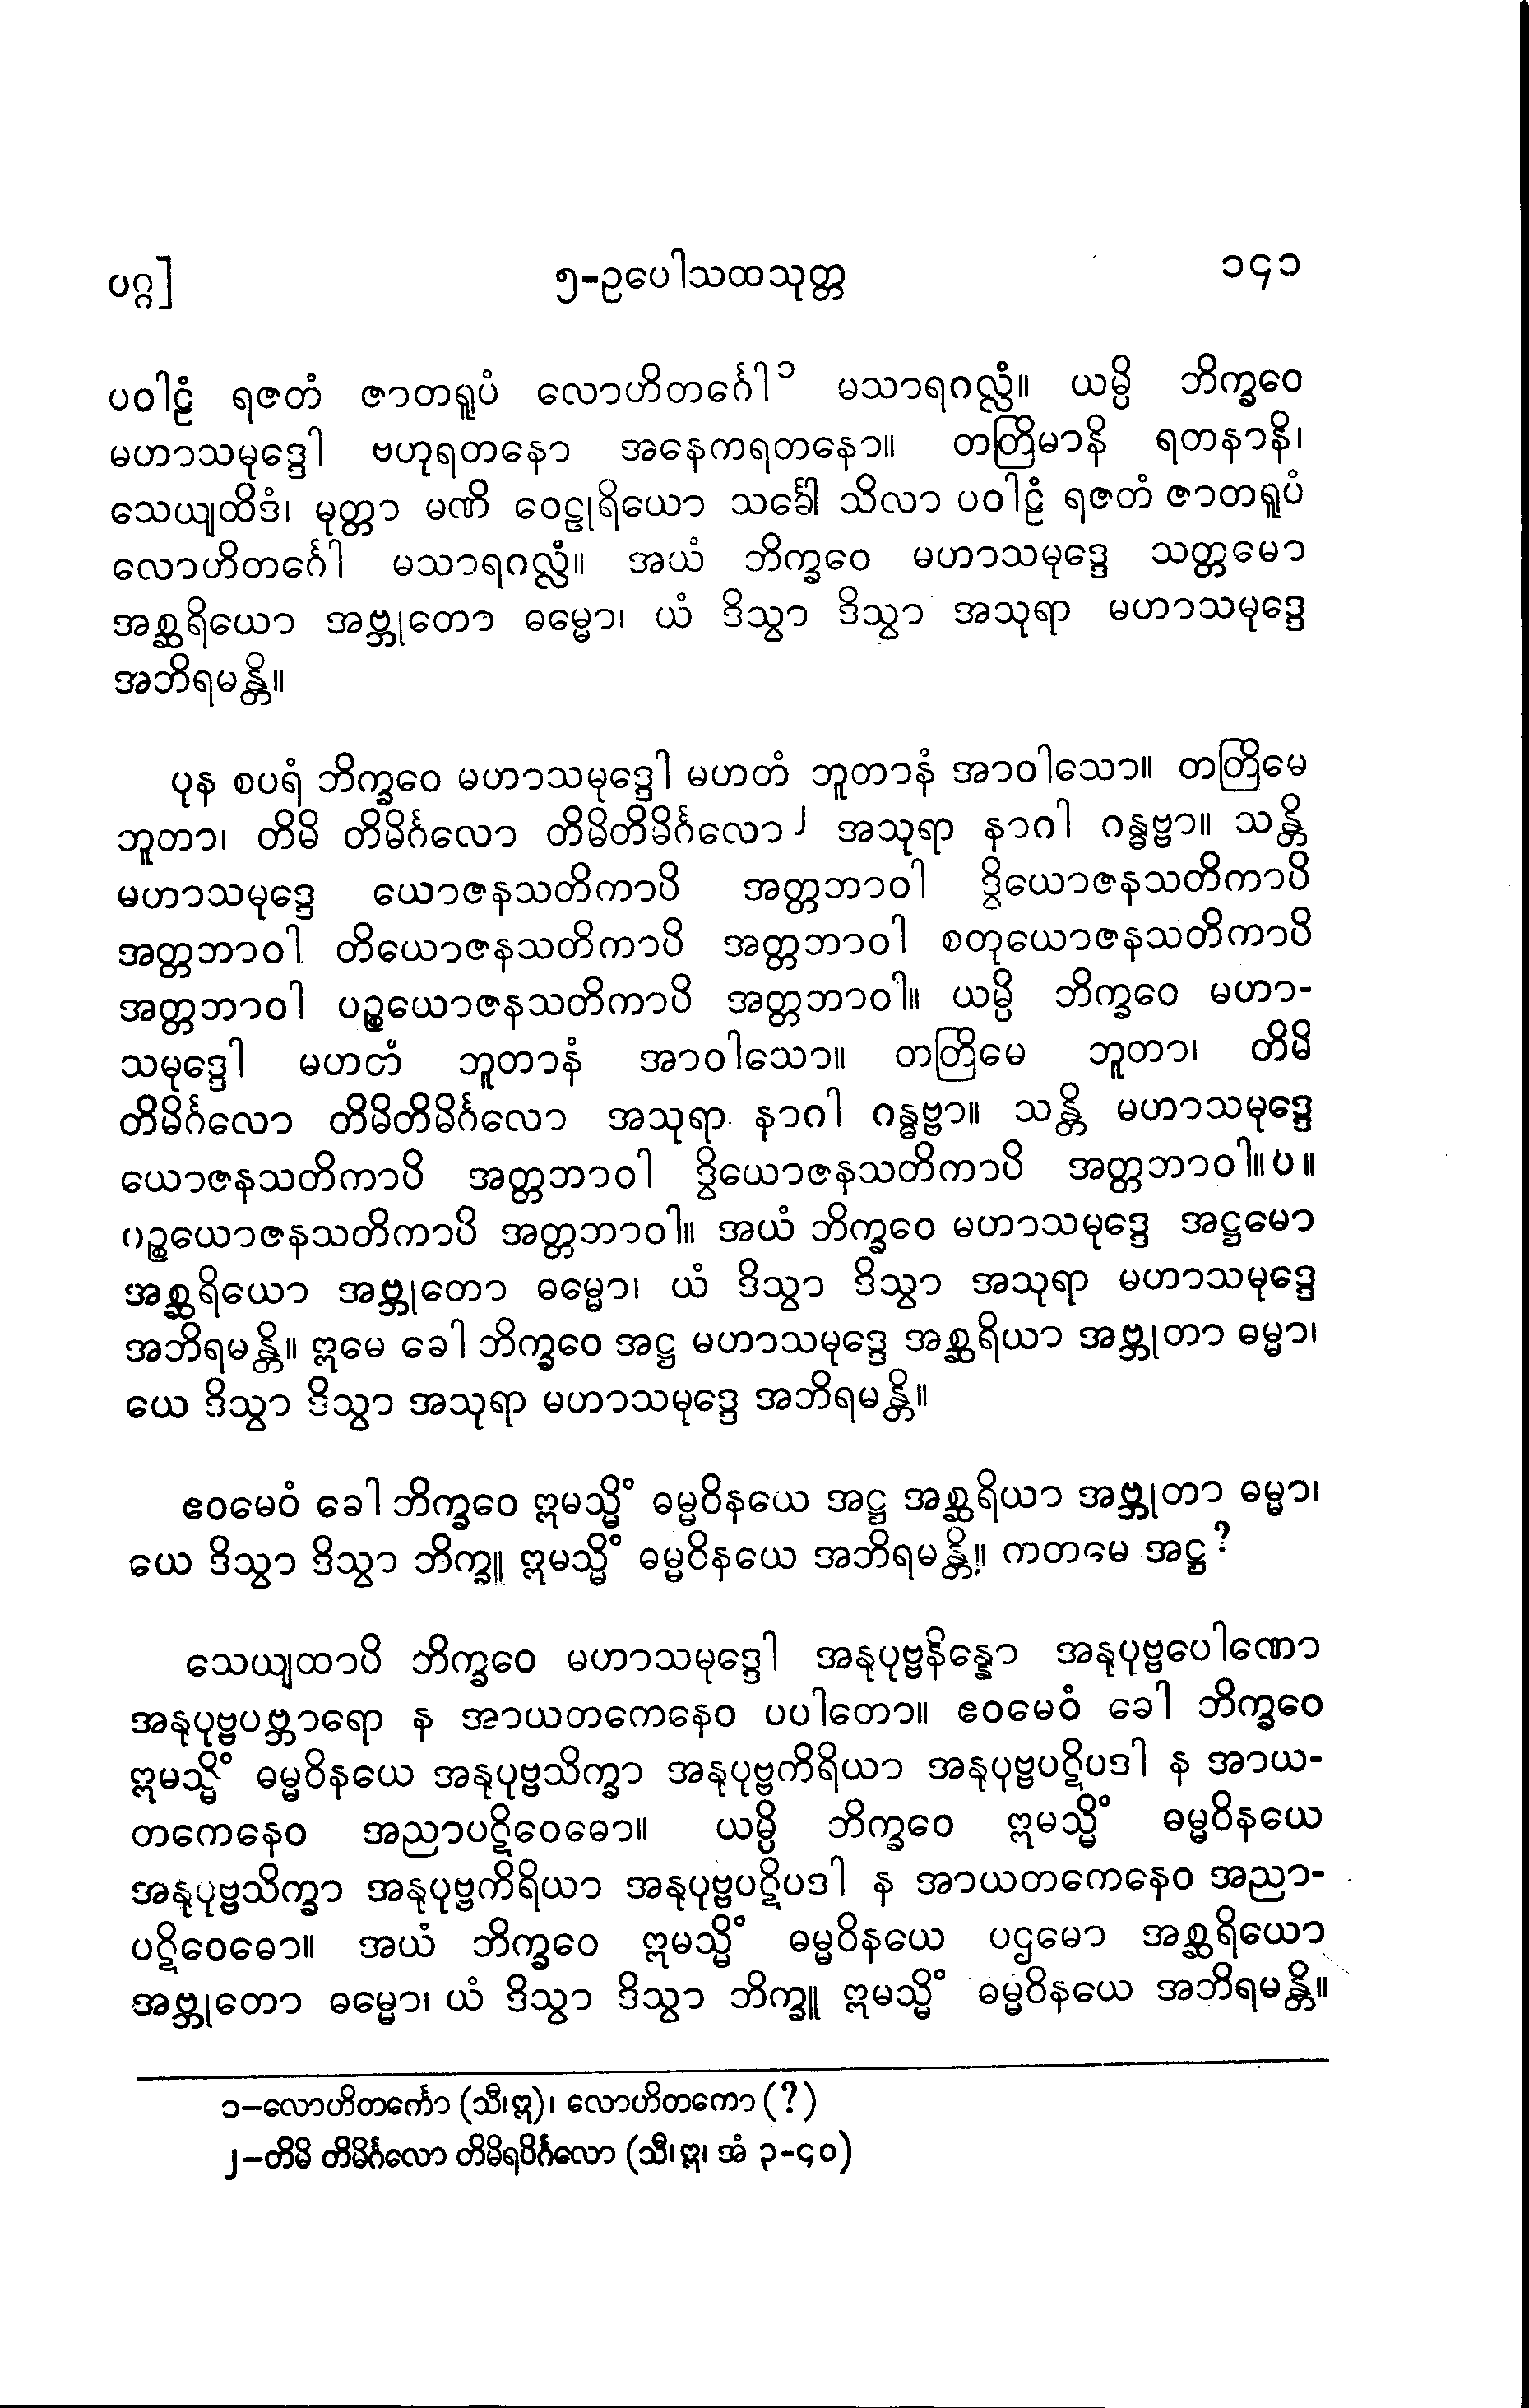 ပဂ္ဂ]
၅-ဥပေါသထသုတ္တ
၁၄၁
ပဝါဠံ ရဇတံ ဇာတရူပံ လောဟိတင်္ဂေါ၁ မသာရဂလ္လံ။ ယမ္ပိ ဘိက္ခဝေ
မဟာသမုဒ္ဒေါ ဗဟုရတနော အနေကရတနော။ တတြိမာနိ ရတနာနိ၊
သေယျထိဒံ၊ မုတ္တာ မဏိ ဝေဠုရိယော သင်္ခေါ သိလာ ပဝါဠံ ရဇတံ ဇာတရူပံ
လောဟိတင်္ဂေါ မသာရဂလ္လံ။ အယံ ဘိက္ခဝေ မဟာသမုဒ္ဒေ သတ္တမော
အစ္ဆရိယော အဗ္ဘုတော ဓမ္မော၊ ယံ ဒိသွာ ဒိသွာ အသုရာ မဟာသမုဒ္ဒေ
အဘိရမန္တိ။
ပုန စပရံ ဘိက္ခဝေ မဟာသမုဒ္ဒေါ မဟတံ ဘူတာနံ အာဝါသော။ တတြိမေ
ဘူတာ၊ တိမိ တိမိင်္ဂလော တိမိတိမိင်္ဂလော၂ အသုရာ နာဂါ ဂန္ဓဗ္ဗာ။ သန္တိ
မဟာသမုဒ္ဒေ ယောဇနသတိကာပိ အတ္တဘာဝါ ဒွိယောဇနသတိကာပိ
အတ္တဘာဝါ တိယောဇနသတိကာပိ အတ္တဘာဝါ စတုယောဇနသတိကာပိ
အတ္တဘာဝါ ပဉ္စယောဇနသတိကာပိ အတ္တဘာဝါ။ ယမ္ပိ ဘိက္ခဝေ မဟာ-
သမုဒ္ဒေါ မဟတံ ဘူတာနံ အာဝါသော။ တတြိမေ ဘူတာ၊ တိမိ
တိမိင်္ဂလော တိမိတိမိင်္ဂလော အသုရာ နာဂါ ဂန္ဓဗ္ဗာ။ သန္တိ မဟာသမုဒ္ဒေ
ယောဇနသတိကာပိ အတ္တဘာဝါ ဒွိယောဇနသတိကာပိ အတ္တဘာဝါ။ပ။
ပဉ္စယောဇနသတိကာပိ အတ္တဘာဝါ။ အယံ ဘိက္ခဝေ မဟာသမုဒ္ဒေ အဋ္ဌမော
အစ္ဆရိယော အဗ္ဘုတော ဓမ္မော၊ ယံ ဒိသွာ ဒိသွာ အသုရာ မဟာသမုဒ္ဒေ
အဘိရမန္တိ။ ဣမေ ခေါ ဘိက္ခဝေ အဋ္ဌ မဟာသမုဒ္ဒေ အစ္ဆရိယာ အဗ္ဘုတာ ဓမ္မာ၊
ယေ ဒိသွာ ဒိသွာ အသုရာ မဟာသမုဒ္ဒေ အဘိရမန္တိ။
ဧဝမေဝံ ခေါ ဘိက္ခဝေ ဣမသ္မိံ ဓမ္မဝိနယေ အဋ္ဌ အစ္ဆရိယာ အဗ္ဘုတာ ဓမ္မာ၊
ယေ ဒိသွာ ဒိသွာ ဘိက္ခူ ဣမသ္မိံ ဓမ္မဝိနယေ အဘိရမန္တိ။ ကတမေ အဋ္ဌ?
သေယျထာပိ ဘိက္ခဝေ မဟာသမုဒ္ဒေါ အနုပုဗ္ဗနိန္နော အနုပုဗ္ဗပေါဏော
အနုပုဗ္ဗပဗ္ဘာရော န အာယတကေနေဝ ပပါတော။ ဧဝမေဝံ ခေါ ဘိက္ခဝေ
ဣမသ္မိံ ဓမ္မဝိနယေ အနုပုဗ္ဗသိက္ခာ အနုပုဗ္ဗကိရိယာ အနုပုဗ္ဗပဋိပဒါ န အာယ-
တကေနေဝ အညာပဋိဝေဓော။ ယမ္ပိ ဘိက္ခဝေ ဣမသ္မိံ ဓမ္မဝိနယေ
အနုပုဗ္ဗသိက္ခာ အနုပုဗ္ဗကိရိယာ အနုပုဗ္ဗပဋိပဒါ န အာယတကေနေဝ အညာ-
ပဋိဝေဓော။ အယံ ဘိက္ခဝေ ဣမသ္မိံ ဓမ္မဝိနယေ ပဌမော အစ္ဆရိယော
အဗ္ဘုတော ဓမ္မော၊ ယံ ဒိသွာ ဒိသွာ ဘိက္ခူ ဣမသ္မိံ ဓမ္မဝိနယေ အဘိရမန္တိ။
၁-လောဟိတင်္ကော (သီ၊ဣ)၊ လောဟိတကော (?)
၂-တိမိ တိမိင်္ဂလော တိမိရပိင်္ဂလော (သီ၊ဣ၊ အံ ၃-၄၀)